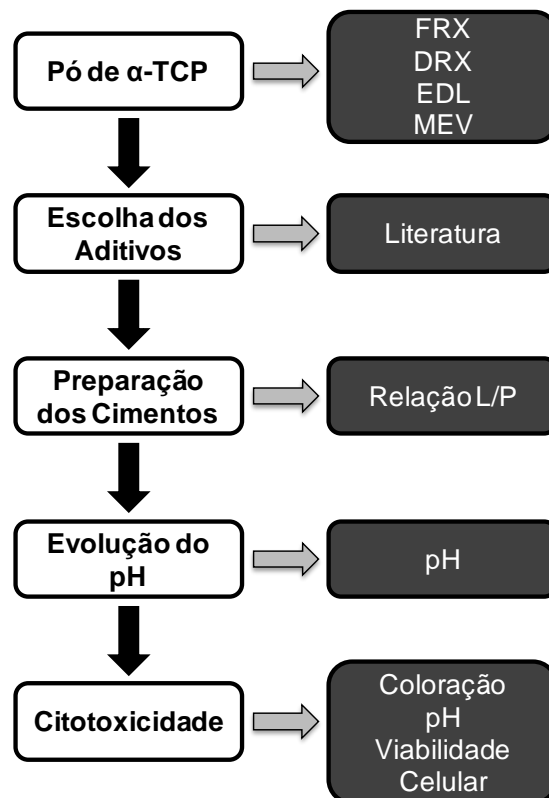 Pó de α-TCP
FRX
DRX
EDL
MEV
Escolha dos
Aditivos
Literatura
Preparação
dos Cimentos
Relação L/P
Evolução do
pH
pH
Citotoxicidade
Coloração
pH
Viabilidade
Celular